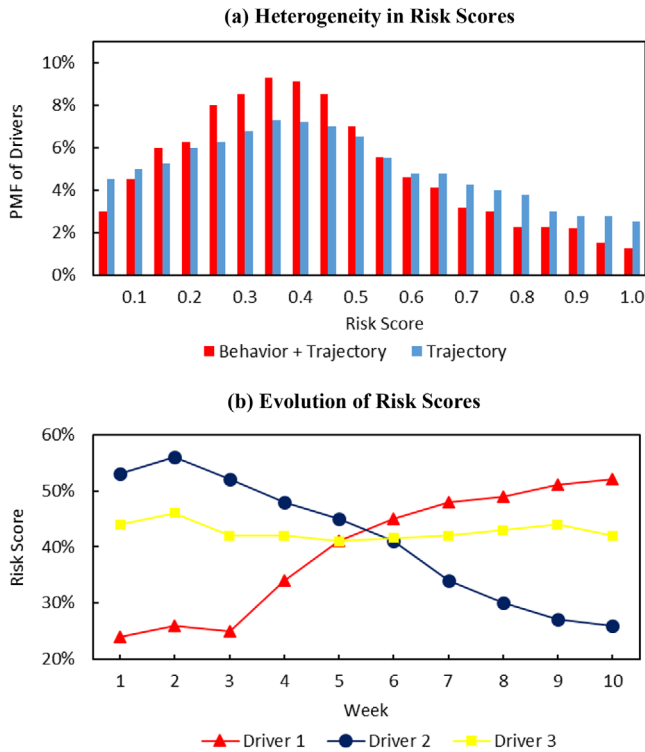 (a) Heterogeneity in Risk Scores
PMF of Drivers
10%
8%
6%
4%
2%
0%
0.1 0.2 0.3 0.4 0.5 0.6 0.7 0.8 0.9 1.0
Risk Score
Behavior + Trajectory Trajectory
(b) Evolution of Risk Scores
Risk Score
60%
50%
40%
30%
20%
1 2 3 4 5 6 7 8 9 10
Week
Driver 1 Driver 2 Driver 3